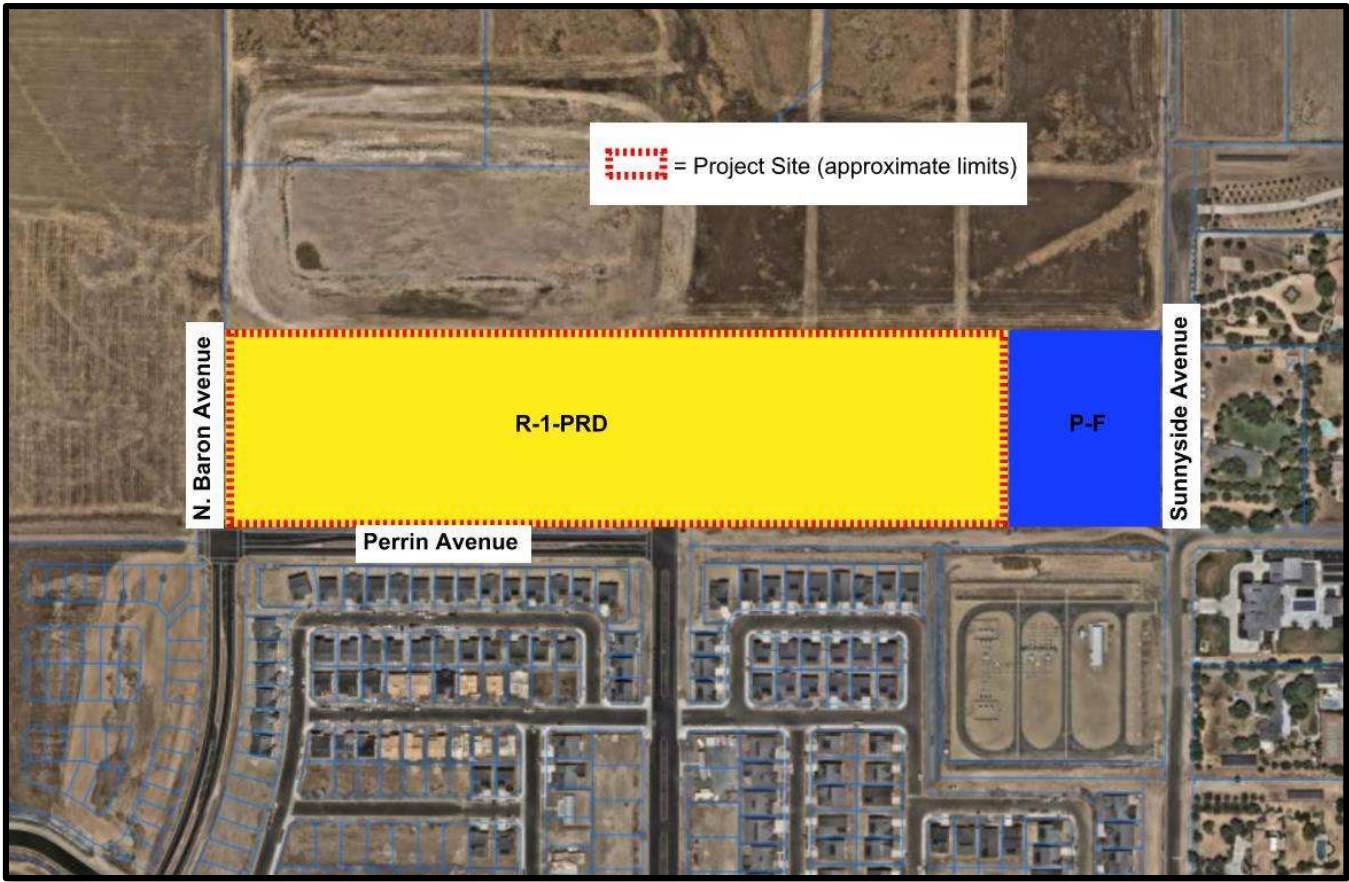 = Project Site (approximate limits)
N. Baron Avenue
R-1-PRD
P-F
Sunnyside Avenue
Perrin Avenue